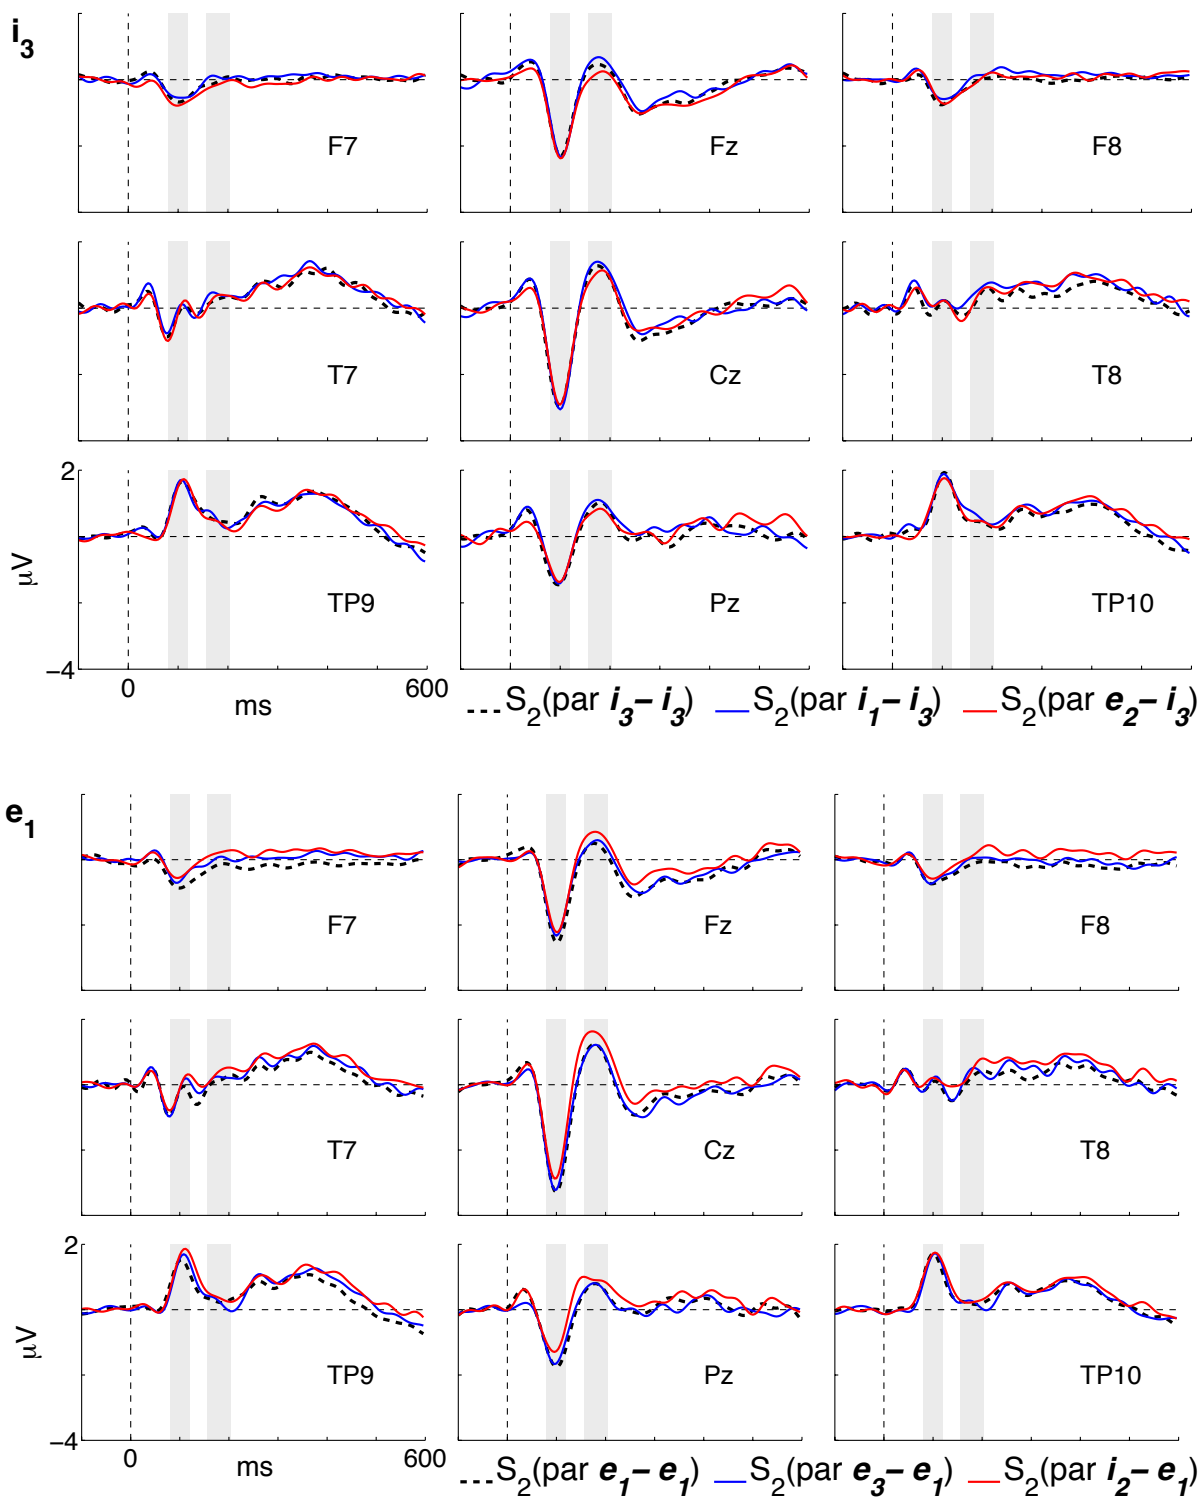 i3
F7 Fz F8
T7 Cz T8
2
μV
TP9 Pz TP10
−4
0 600
ms
S2(par i3− i3) S2(par i1− i3) S2(par e2− i3)
e1
F7 Fz F8
T7 Cz T8
2
μV
TP9 Pz TP10
−4
0 600
ms
S2(par e1− e1) S2(par e3− e1) S2(par i2− e1)